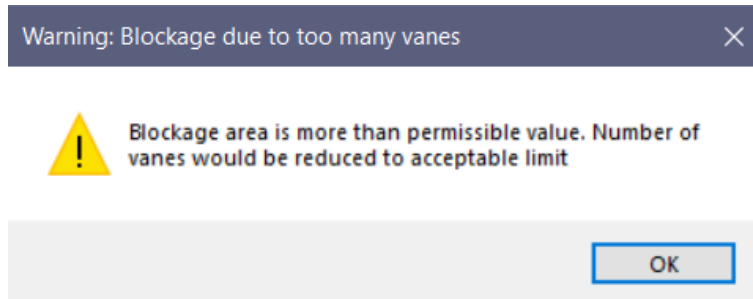 Warning: Blockage due to too many vanes
Blockage area is more than permissible value. Number of
vanes would be reduced to acceptable limit
OK